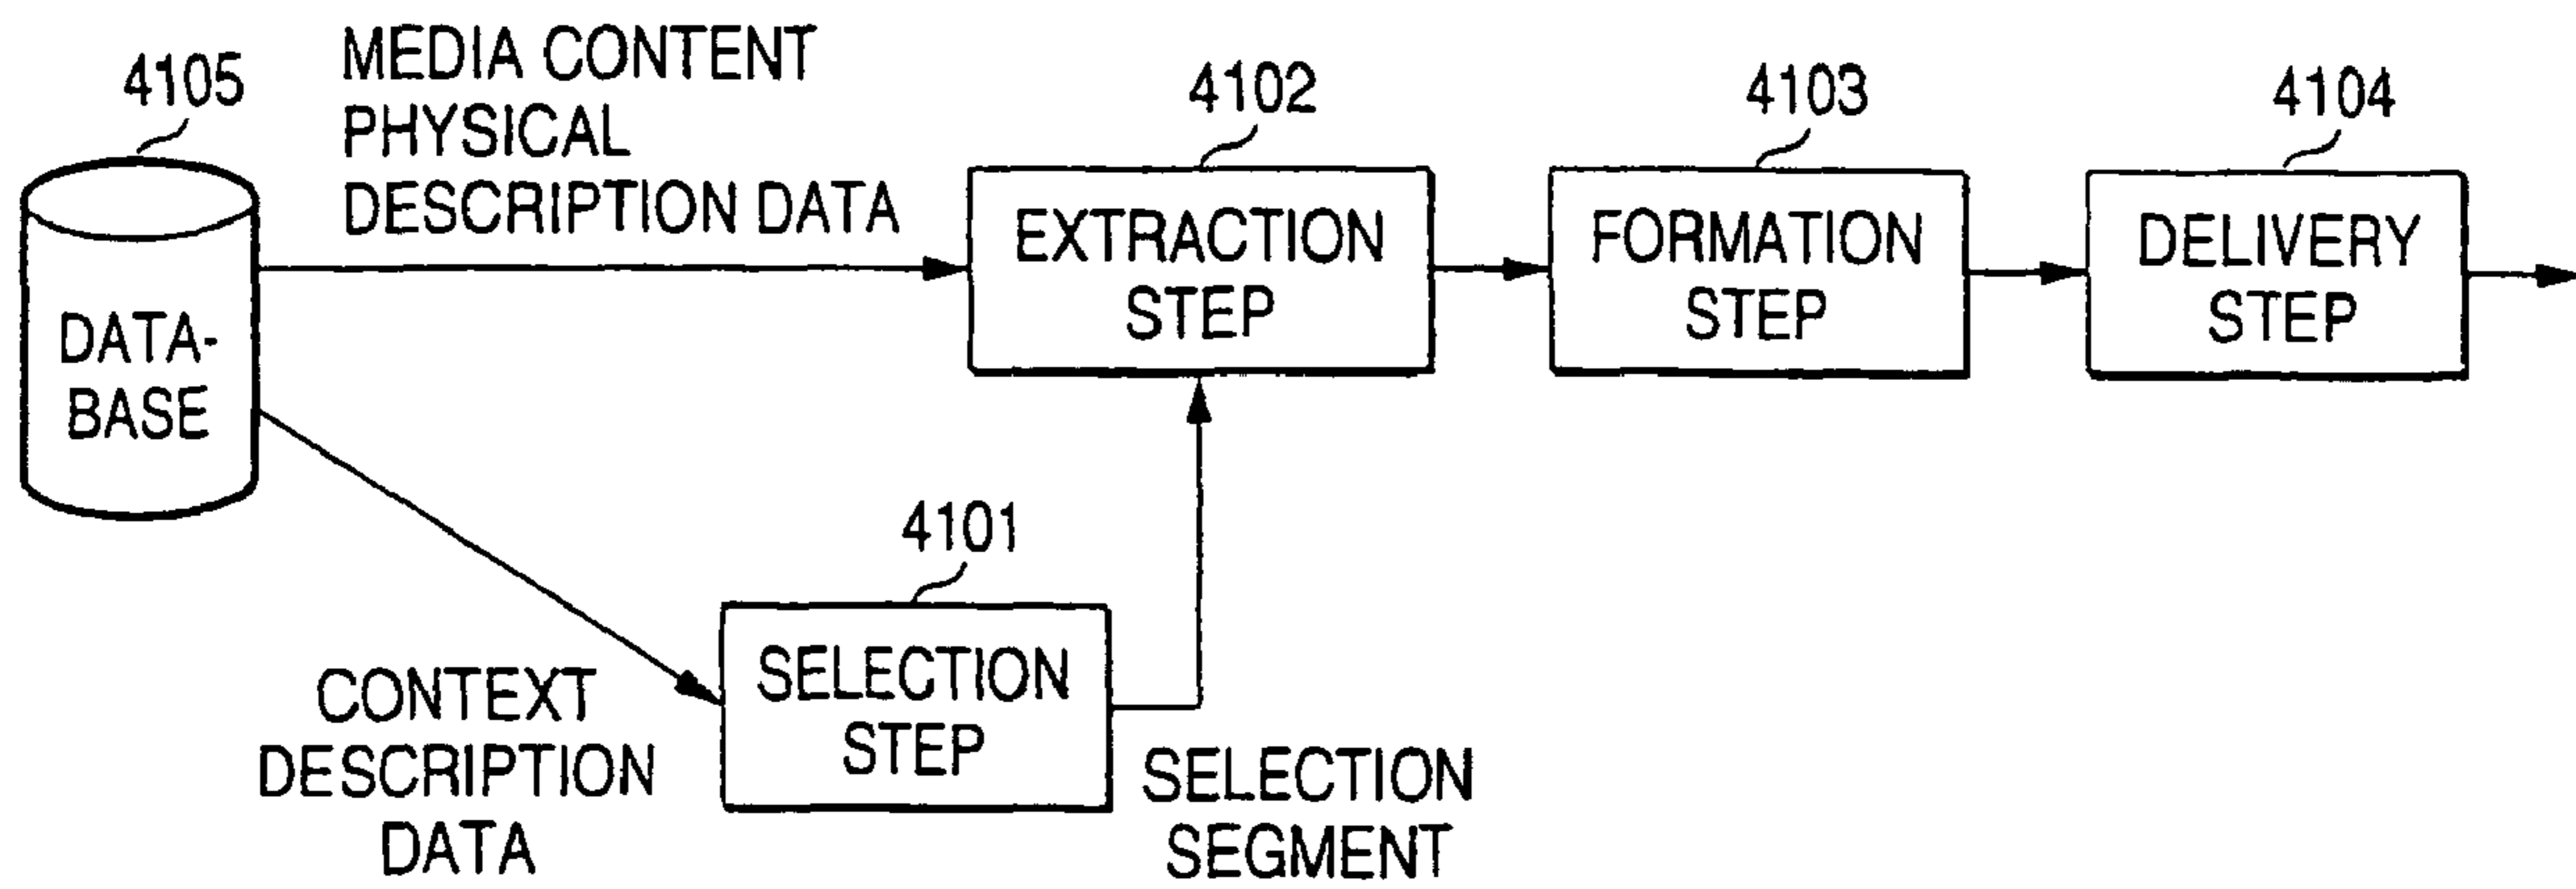 4105
MEDIA CONTENT
PHYSICAL
DESCRIPTION DATA
DATA-
BASE
4102
EXTRACTION
STEP
4103
FORMATION
STEP
4104
DELIVERY
STEP
4101
SELECTION
STEP
CONTEXT
DESCRIPTION
DATA
SELECTION
SEGMENT